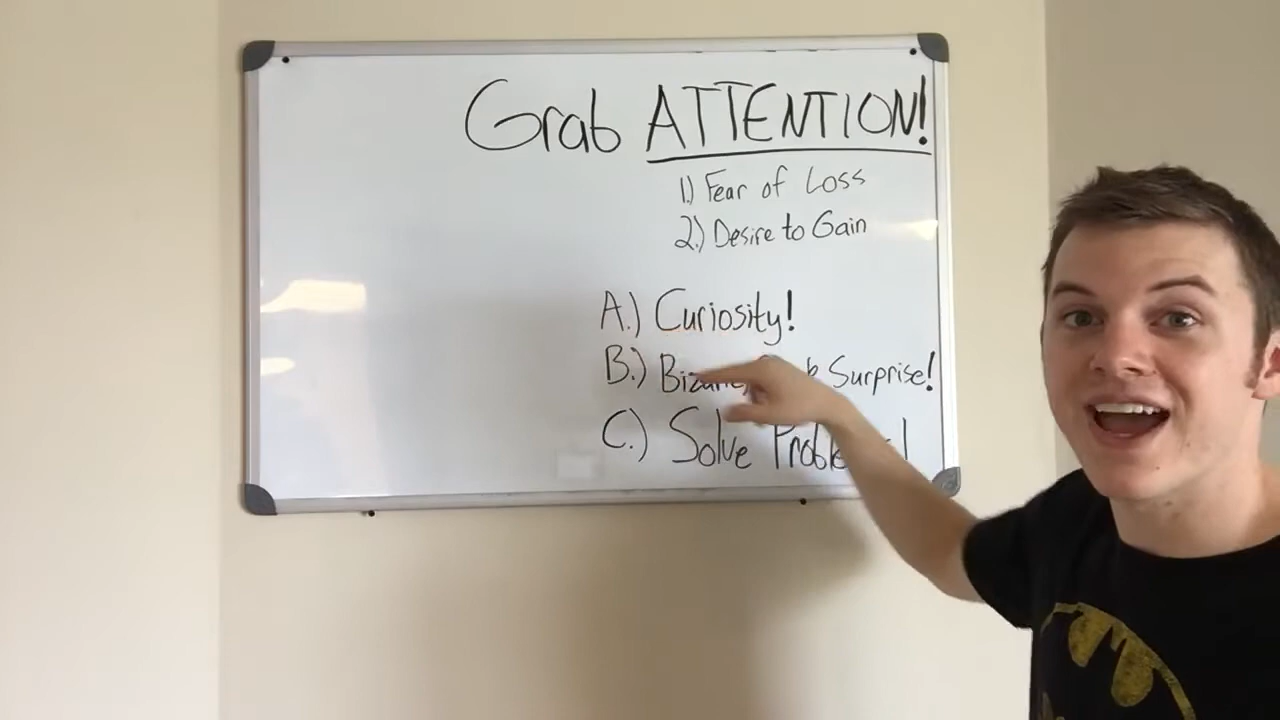 Grab ATTENTION!
1.) Fear of Loss
2.) Desire to Gain
A.) Curiosity!
B.) Surprise!
C.) Solve